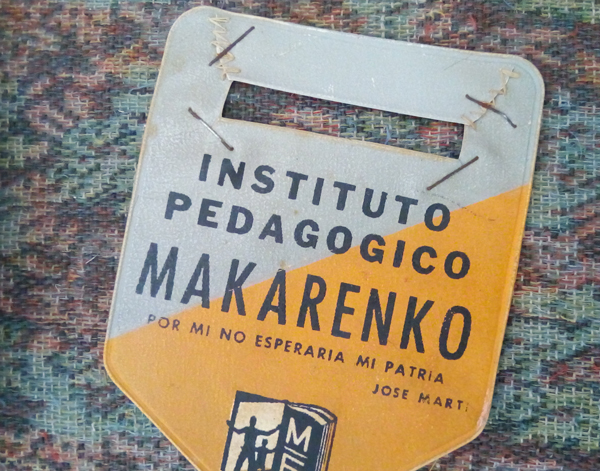 INSTITUTO
PEDAGOGICO
MAKARENKO
POR MI NO ESPERARIA MI PATRIA
JOSE MARTI